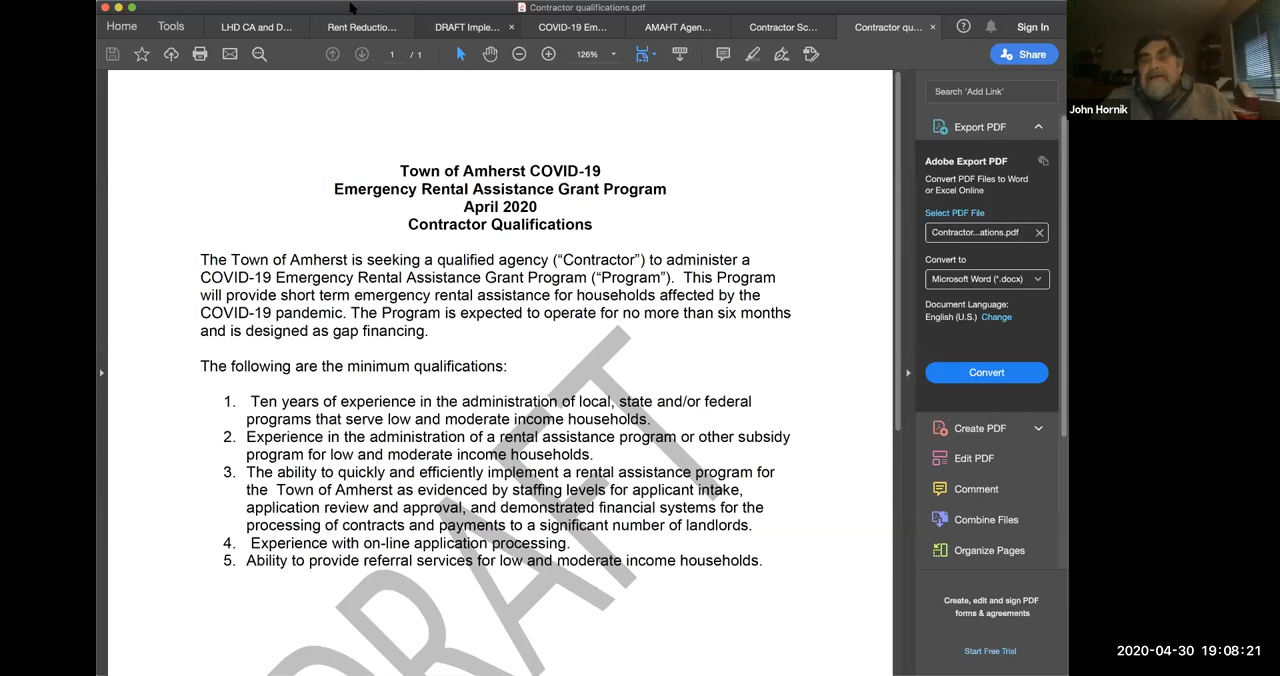 Contractor qualifications.pdf
Home Tools LHD CA and D... Rent Reductio... DRAFT Imple... × COVID-19 Em... AMAHT Agen... Contractor Sc... Contractor qu... × Sign In
1 / 1 126% Share
John Hornik
Search 'Add Link'
Export PDF
Adobe Export PDF
Convert PDF Files to Word
or Excel Online
Select PDF File
Contractor...ations.pdf
Convert to
Microsoft Word (*.docx)
Document Language:
English (U.S.) Change
Convert
Create PDF
Edit PDF
Comment
Combine Files
Organize Pages
Create, edit and sign PDF
forms & agreements
Start Free Trial
Town of Amherst COVID-19
Emergency Rental Assistance Grant Program
April 2020
Contractor Qualifications
The Town of Amherst is seeking a qualified agency (“Contractor”) to administer a
COVID-19 Emergency Rental Assistance Grant Program (“Program”). This Program
will provide short term emergency rental assistance for households affected by the
COVID-19 pandemic. The Program is expected to operate for no more than six months
and is designed as gap financing.
The following are the minimum qualifications:
1. Ten years of experience in the administration of local, state and/or federal
programs that serve low and moderate income households.
2. Experience in the administration of a rental assistance program or other subsidy
program for low and moderate income households.
3. The ability to quickly and efficiently implement a rental assistance program for
the Town of Amherst as evidenced by staffing levels for applicant intake,
application review and approval, and demonstrated financial systems for the
processing of contracts and payments to a significant number of landlords.
4. Experience with on-line application processing.
5. Ability to provide referral services for low and moderate income households.
DRAFT
2020-04-30 19:08:21